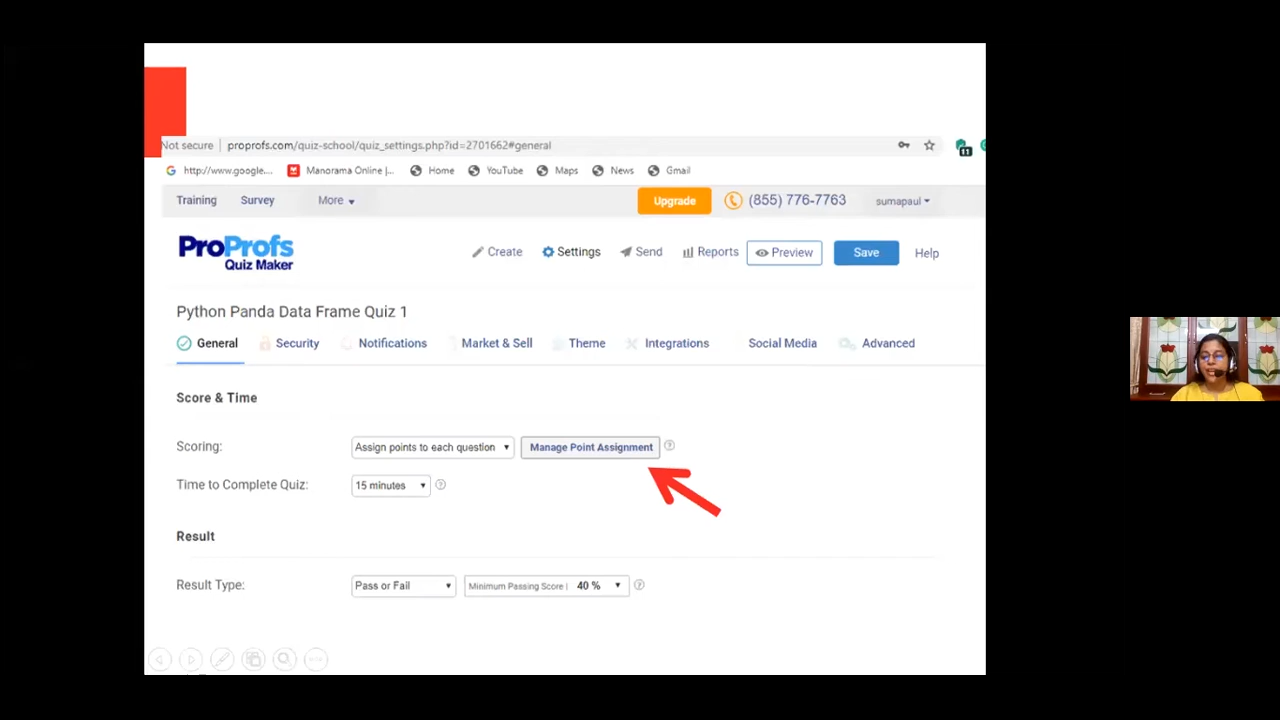 Not secure | proprofs.com/quiz-school/quiz_settings.php?id=2701662#general
11
http://www.google.... Manorama Online |... Home YouTube Maps News Gmail
Training Survey More Upgrade (855) 776-7763 sumapaul
ProProfs
Quiz Maker
Create Settings Send Reports Preview Save Help
Python Panda Data Frame Quiz 1
General Security Notifications Market & Sell Theme Integrations Social Media Advanced
Score & Time
Scoring: Assign points to each question Manage Point Assignment ?
Time to Complete Quiz: 15 minutes ?
Result
Result Type: Pass or Fail Minimum Passing Score | 40 % ?